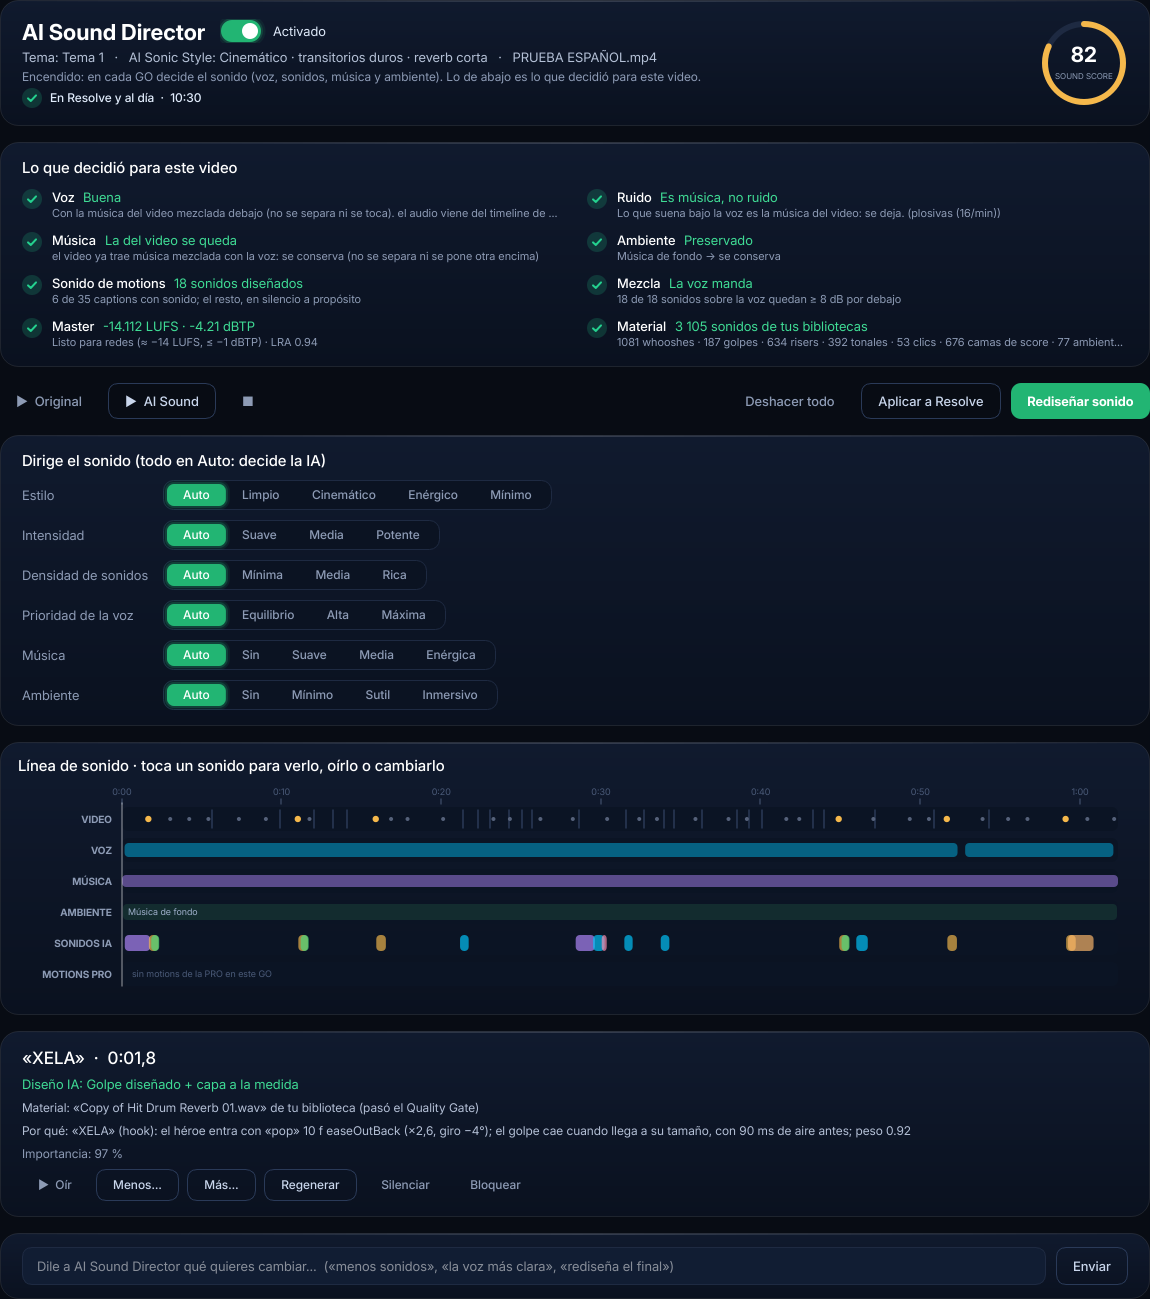 AI Sound Director Activado
Tema: Tema 1 · AI Sonic Style: Cinemático · transitorios duros · reverb corta · PRUEBA ESPAÑOL.mp4
Encendido: en cada GO decide el sonido (voz, sonidos, música y ambiente). Lo de abajo es lo que decidió para este video.
En Resolve y al día · 10:30
82
SOUND SCORE
Lo que decidió para este video
Voz Buena
Con la música del video mezclada debajo (no se separa ni se toca). el audio viene del timeline de ...
Ruido Es música, no ruido
Lo que suena bajo la voz es la música del video: se deja. (plosivas (16/min))
Música La del video se queda
el video ya trae música mezclada con la voz: se conserva (no se separa ni se pone otra encima)
Ambiente Preservado
Música de fondo → se conserva
Sonido de motions 18 sonidos diseñados
6 de 35 captions con sonido; el resto, en silencio a propósito
Mezcla La voz manda
18 de 18 sonidos sobre la voz quedan ≥ 8 dB por debajo
Master -14.112 LUFS · -4.21 dBTP
Listo para redes (≈ −14 LUFS, ≤ −1 dBTP) · LRA 0.94
Material 3 105 sonidos de tus bibliotecas
1081 whooshes · 187 golpes · 634 risers · 392 tonales · 53 clics · 676 camas de score · 77 ambient...
Original AI Sound Deshacer todo Aplicar a Resolve Rediseñar sonido
Dirige el sonido (todo en Auto: decide la IA)
Estilo Auto Limpio Cinemático Enérgico Mínimo
Intensidad Auto Suave Media Potente
Densidad de sonidos Auto Mínima Media Rica
Prioridad de la voz Auto Equilibrio Alta Máxima
Música Auto Sin Suave Media Enérgica
Ambiente Auto Sin Mínimo Sutil Inmersivo
Línea de sonido · toca un sonido para verlo, oírlo o cambiarlo
0:00 0:10 0:20 0:30 0:40 0:50 1:00
VIDEO
VOZ
MÚSICA
AMBIENTE Música de fondo
SONIDOS IA
MOTIONS PRO sin motions de la PRO en este GO
«XELA» · 0:01,8
Diseño IA: Golpe diseñado + capa a la medida
Material: «Copy of Hit Drum Reverb 01.wav» de tu biblioteca (pasó el Quality Gate)
Por qué: «XELA» (hook): el héroe entra con «pop» 10 f easeOutBack (×2,6, giro −4°); el golpe cae cuando llega a su tamaño, con 90 ms de aire antes; peso 0.92
Importancia: 97 %
Oír Menos... Más... Regenerar Silenciar Bloquear
Dile a AI Sound Director qué quieres cambiar... («menos sonidos», «la voz más clara», «rediseña el final») Enviar